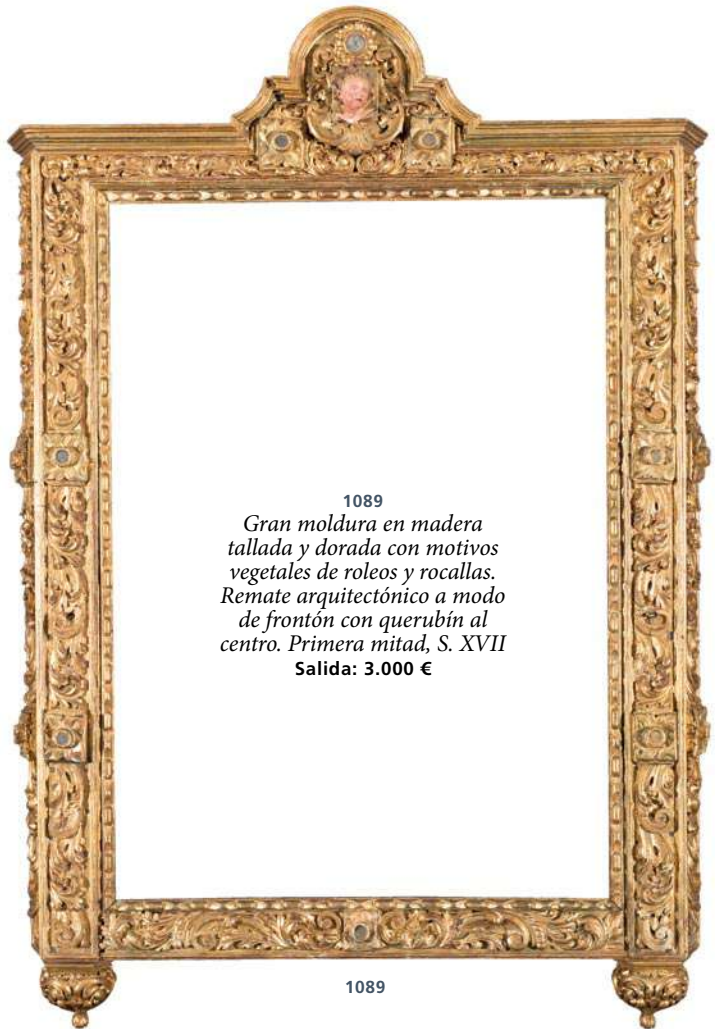 1089
Gran moldura en madera
tallada y dorada con motivos
vegetales de roleos y rocallas.
Remate arquitectónico a modo
de frontón con querubín al
centro. Primera mitad, S. XVII
Salida: 3.000 €
1089